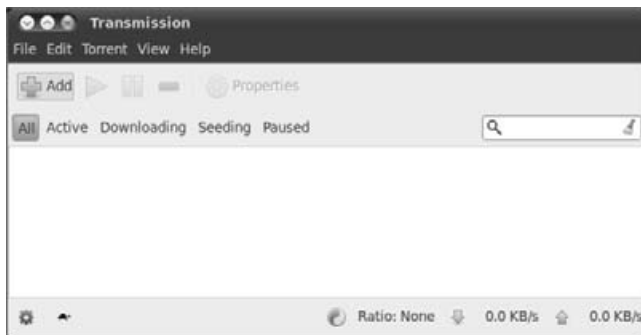 Transmission
File Edit Torrent View Help
Add Properties
All Active Downloading Seeding Paused
Ratio: None 0.0 KB/s 0.0 KB/s